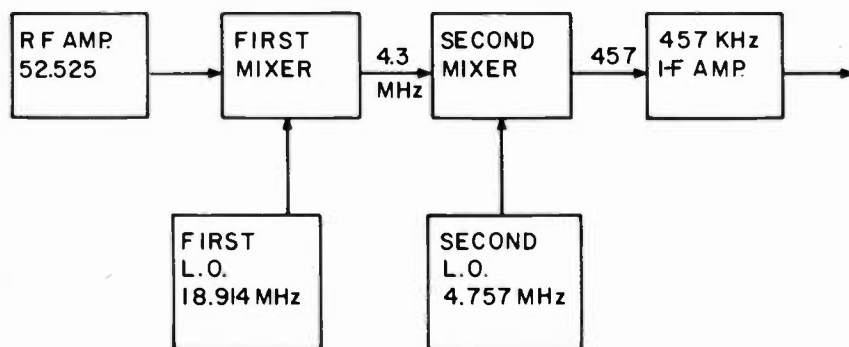 RF AMP.
52.525
FIRST
MIXER
4.3
MHz
SECOND
MIXER
457
457 KHz
I-F AMP.
FIRST
L.O.
18.914 MHz
SECOND
L.O.
4.757 MHz